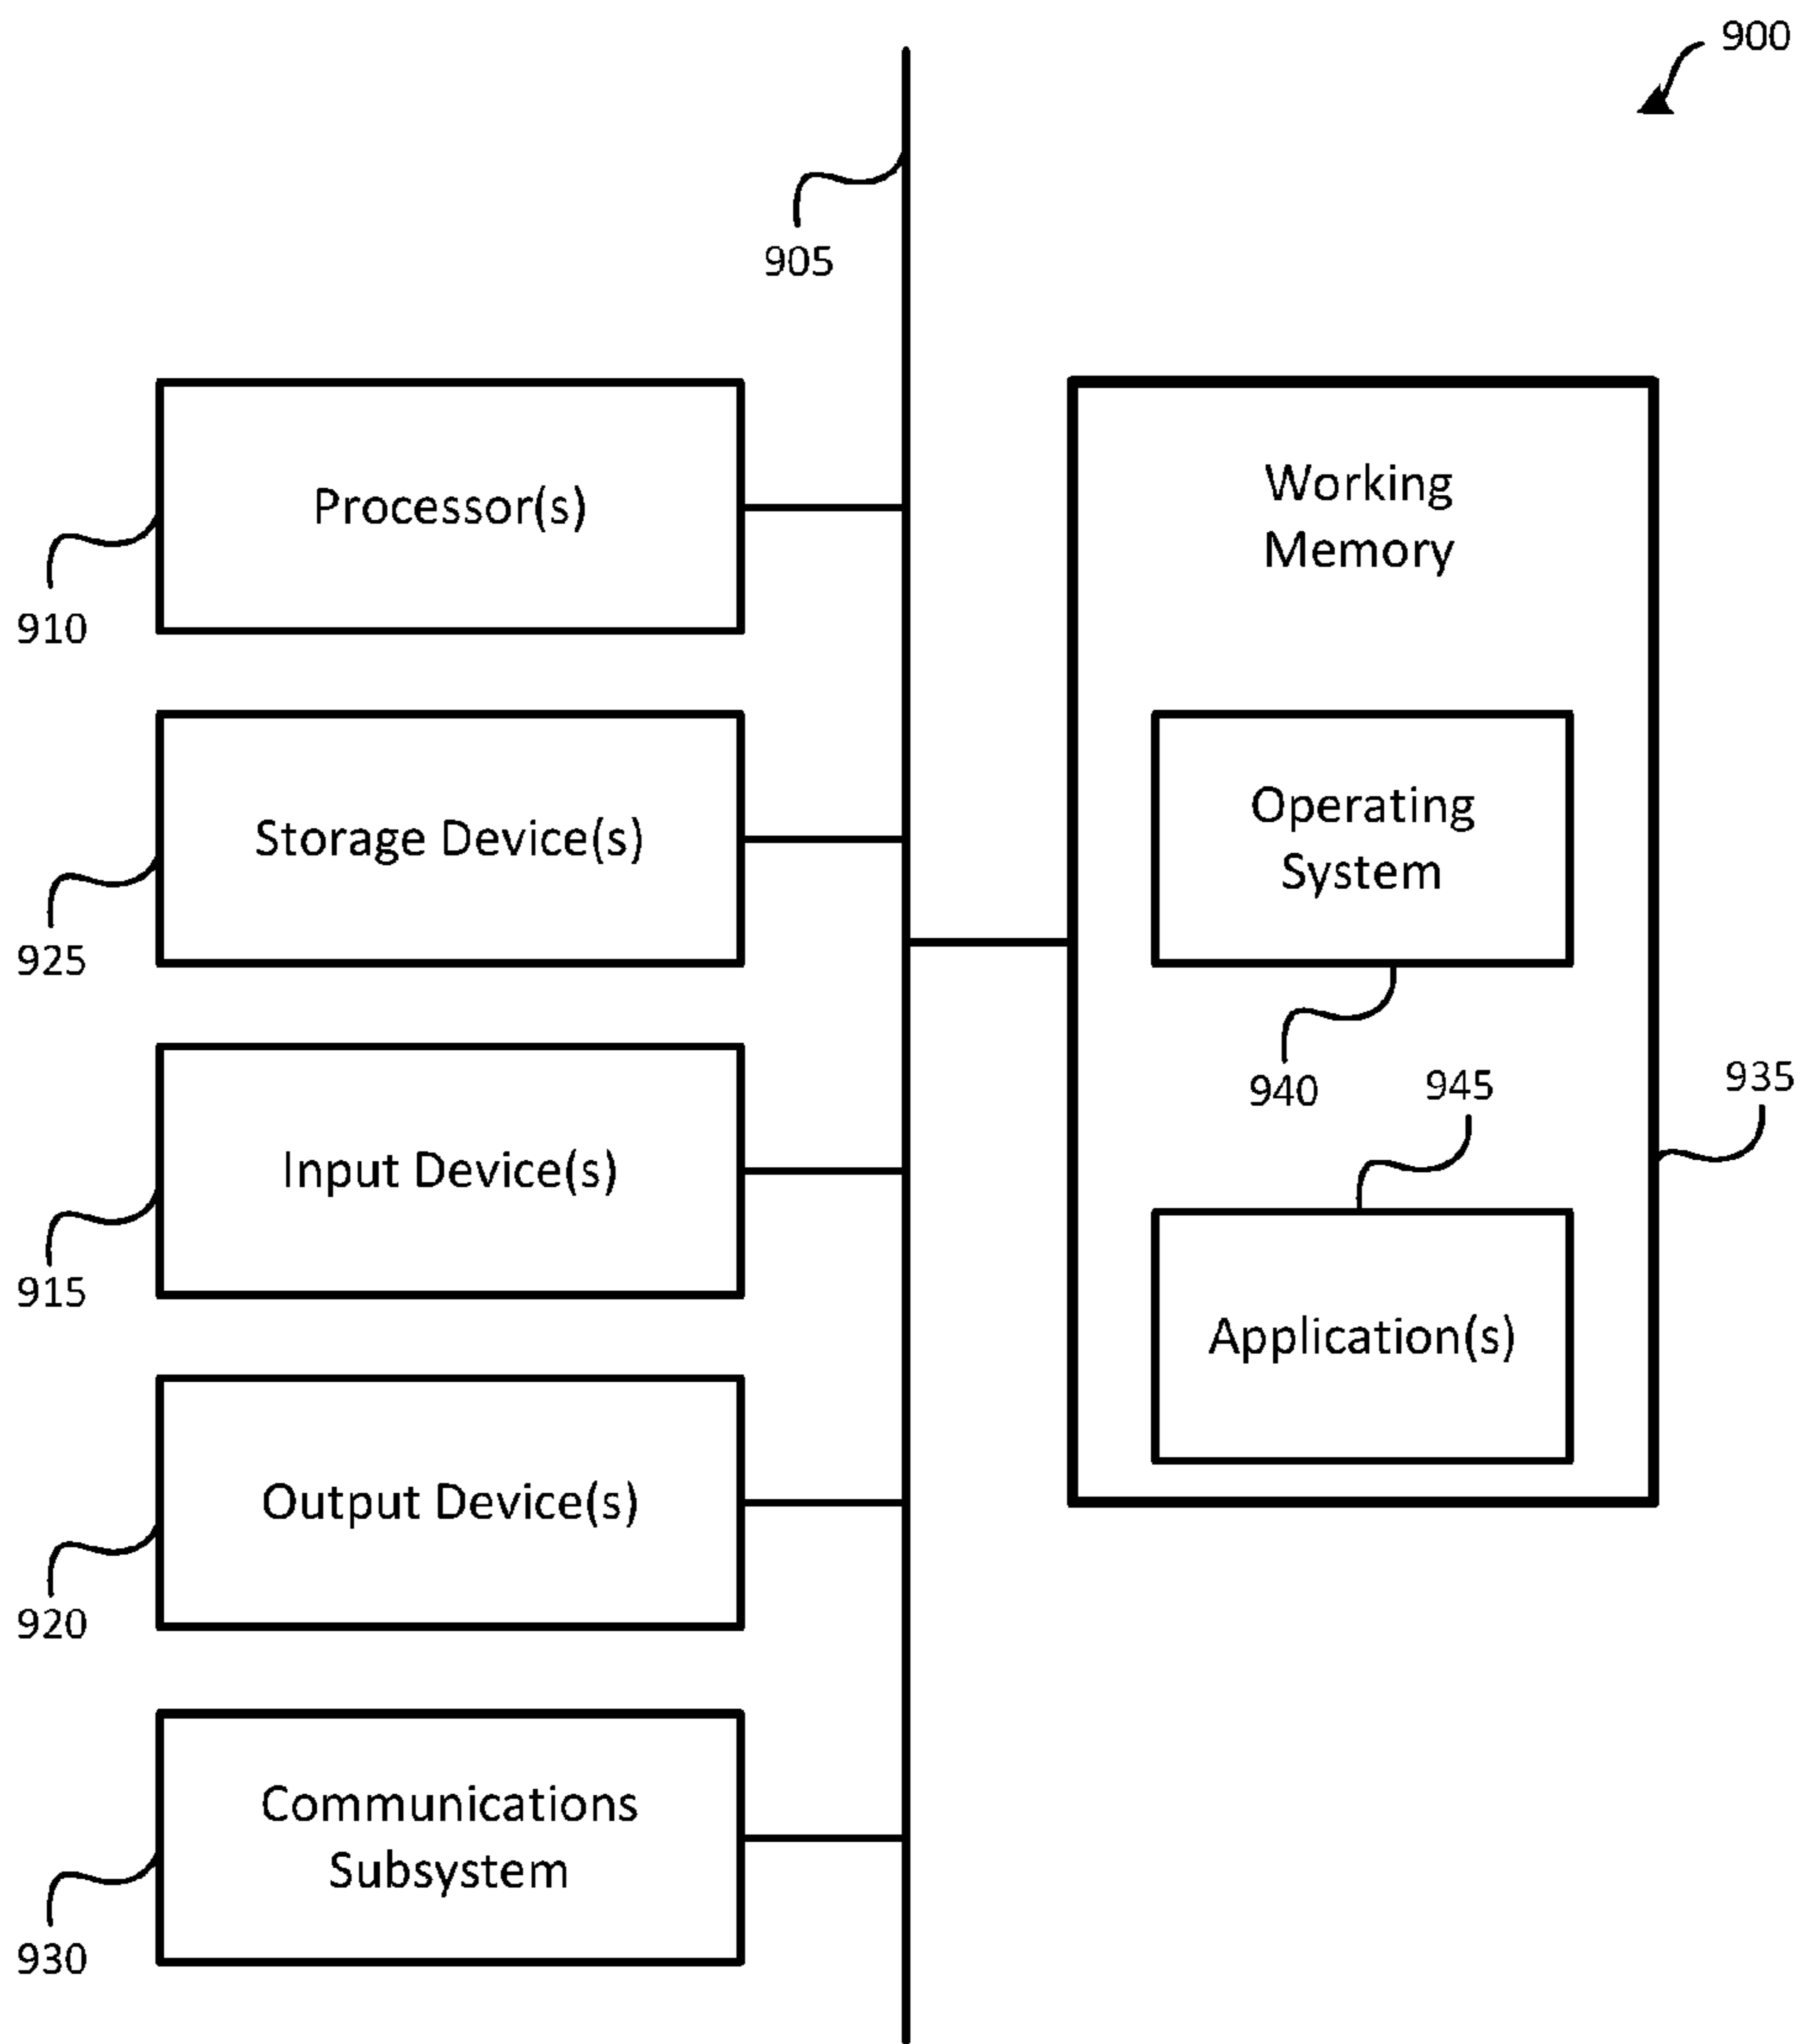 900
905
Processor(s)
910
Storage Device(s)
925
Input Device(s)
915
Output Device(s)
920
Communications
Subsystem
930
Working
Memory
Operating
System
940
945
935
Application(s)